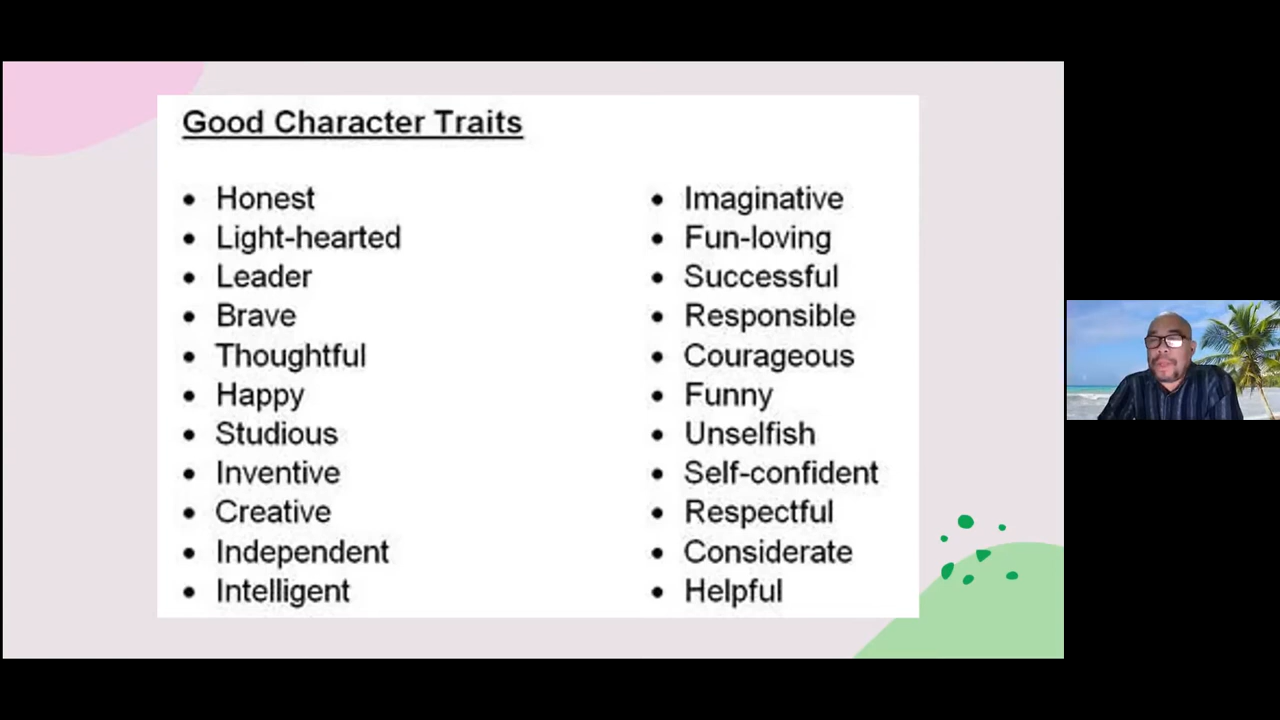 Good Character Traits
• Honest
• Light-hearted
• Leader
• Brave
• Thoughtful
• Happy
• Studious
• Inventive
• Creative
• Independent
• Intelligent
• Imaginative
• Fun-loving
• Successful
• Responsible
• Courageous
• Funny
• Unselfish
• Self-confident
• Respectful
• Considerate
• Helpful